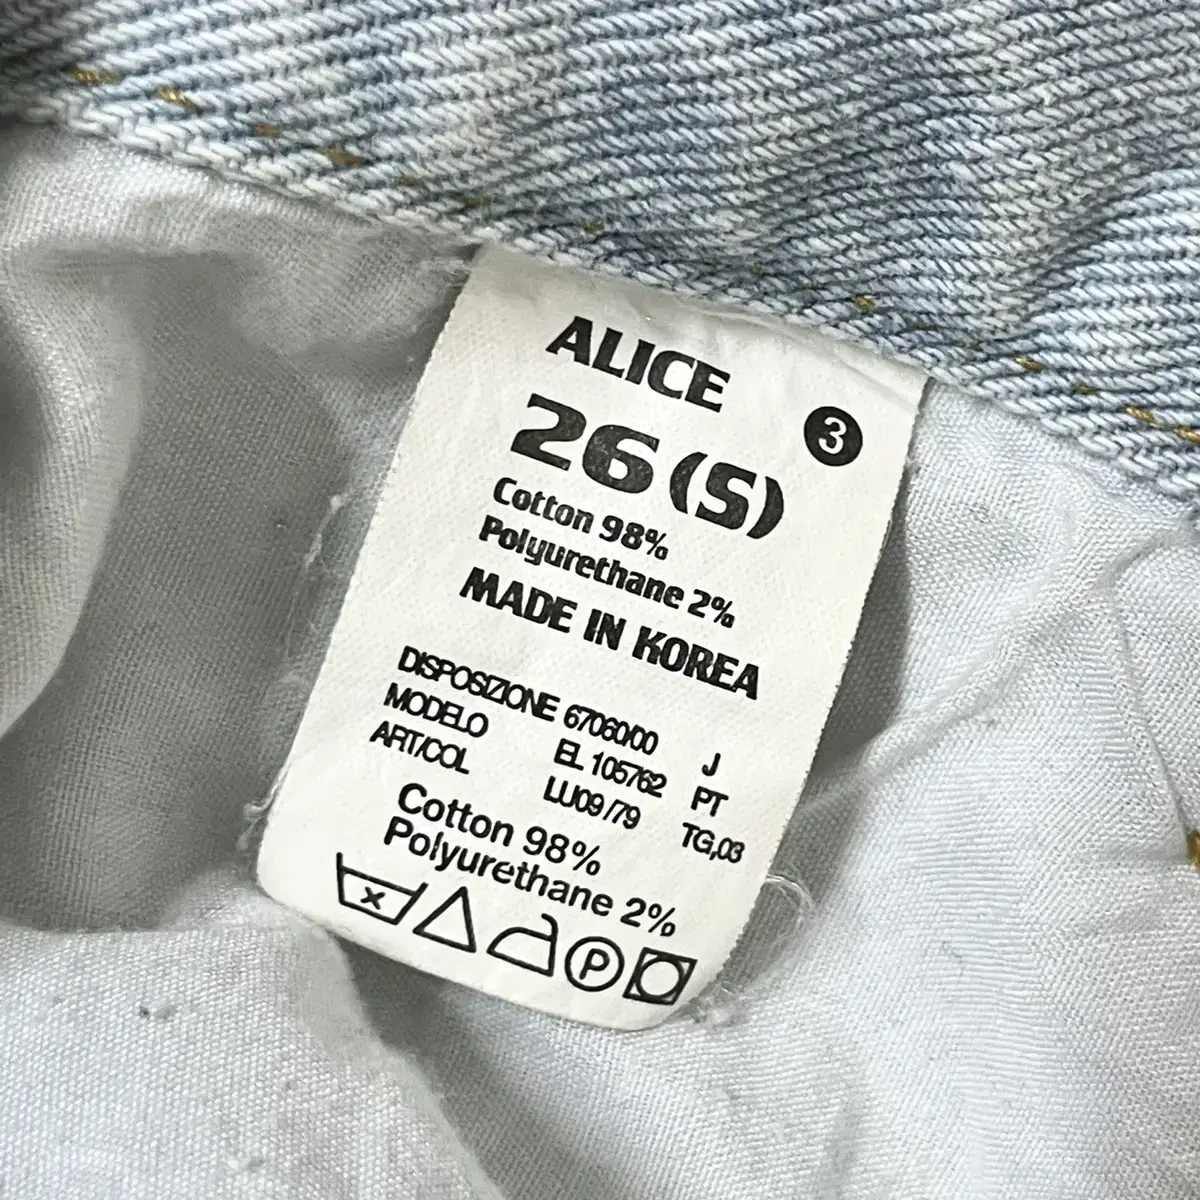 ALICE
3
26 (S)
Cotton 98%
Polyurethane 2%
MADE IN KOREA
DISPOSIZIONE 67060/00 J
MODELO EL 105762 PT
ART/COL LU09/79 TG,03
Cotton 98%
Polyurethane 2%
P